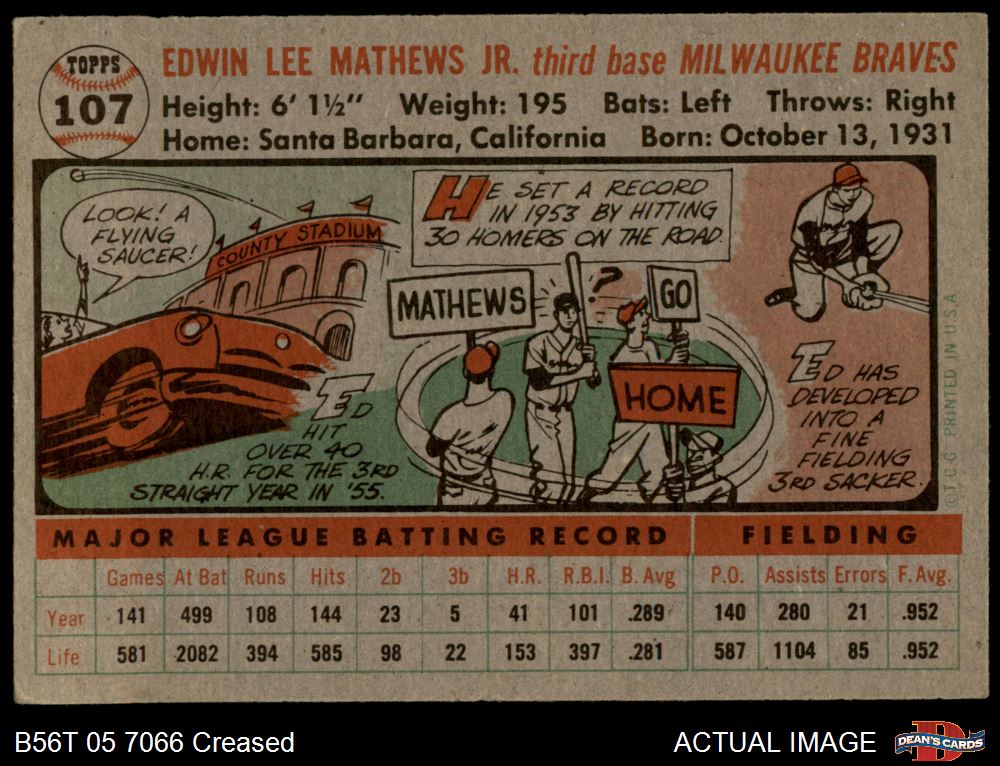 TOPPS
107
EDWIN LEE MATHEWS JR. third base MILWAUKEE BRAVES
Height: 6' 1½" Weight: 195 Bats: Left Throws: Right
Home: Santa Barbara, California Born: October 13, 1931
LOOK! A
FLYING
SAUCER!
COUNTY STADIUM
ED
HIT
OVER 40
H.R. FOR THE 3RD
STRAIGHT YEAR IN '55.
HE SET A RECORD
IN 1953 BY HITTING
30 HOMERS ON THE ROAD.
MATHEWS
?
GO
HOME
ED HAS
DEVELOPED
INTO A
FINE
FIELDING
3RD SACKER.
©T.C.G. PRINTED IN U.S.A.
MAJOR LEAGUE BATTING RECORD FIELDING
Games At Bat Runs Hits 2b 3b H.R. R.B.I. B. Avg P.O. Assists Errors F. Avg.
Year 141 499 108 144 23 5 41 101 .289 140 280 21 .952
Life 581 2082 394 585 98 22 153 397 .281 587 1104 85 .952
B56T 05 7066 Creased ACTUAL IMAGE
DEAN'S CARDS